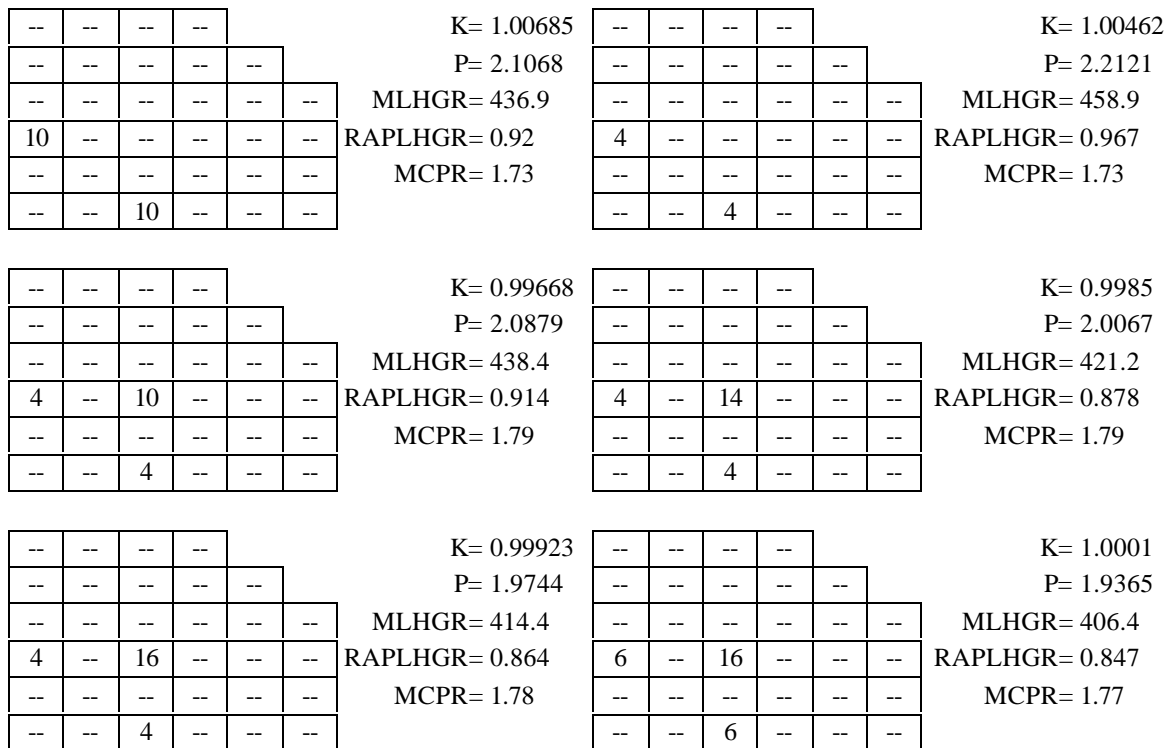 -- -- -- -- K= 1.00685 -- -- -- -- K= 1.00462
-- -- -- -- -- P= 2.1068 -- -- -- -- -- P= 2.2121
-- -- -- -- -- -- MLHGR= 436.9 -- -- -- -- -- -- MLHGR= 458.9
10 -- -- -- -- -- RAPLHGR= 0.92 4 -- -- -- -- -- RAPLHGR= 0.967
-- -- -- -- -- -- MCPR= 1.73 -- -- -- -- -- -- MCPR= 1.73
-- -- 10 -- -- -- -- -- 4 -- -- --
-- -- -- -- K= 0.99668 -- -- -- -- K= 0.9985
-- -- -- -- -- P= 2.0879 -- -- -- -- -- P= 2.0067
-- -- -- -- -- -- MLHGR= 438.4 -- -- -- -- -- -- MLHGR= 421.2
4 -- 10 -- -- -- RAPLHGR= 0.914 4 -- 14 -- -- -- RAPLHGR= 0.878
-- -- -- -- -- -- MCPR= 1.79 -- -- -- -- -- -- MCPR= 1.79
-- -- 4 -- -- -- -- -- 4 -- -- --
-- -- -- -- K= 0.99923 -- -- -- -- K= 1.0001
-- -- -- -- -- P= 1.9744 -- -- -- -- -- P= 1.9365
-- -- -- -- -- -- MLHGR= 414.4 -- -- -- -- -- -- MLHGR= 406.4
4 -- 16 -- -- -- RAPLHGR= 0.864 6 -- 16 -- -- -- RAPLHGR= 0.847
-- -- -- -- -- -- MCPR= 1.78 -- -- -- -- -- -- MCPR= 1.77
-- -- 4 -- -- -- -- -- 6 -- -- --